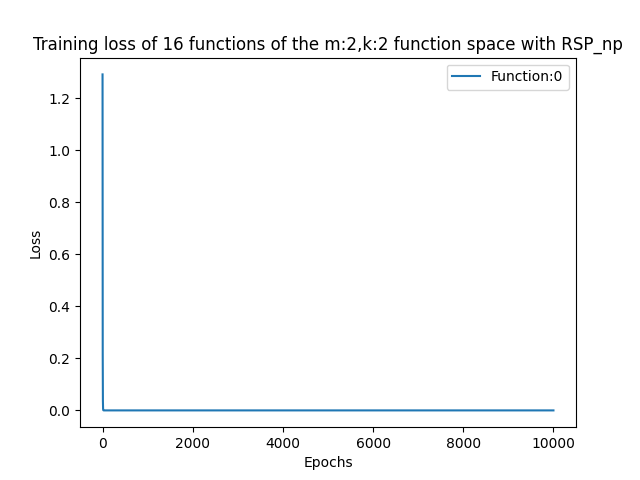 Training loss of 16 functions of the m:2,k:2 function space with RSP_np
Function:0
1.2
1.0
0.8
0.6
0.4
0.2
0.0
Loss
0 2000 4000 6000 8000 10000
Epochs